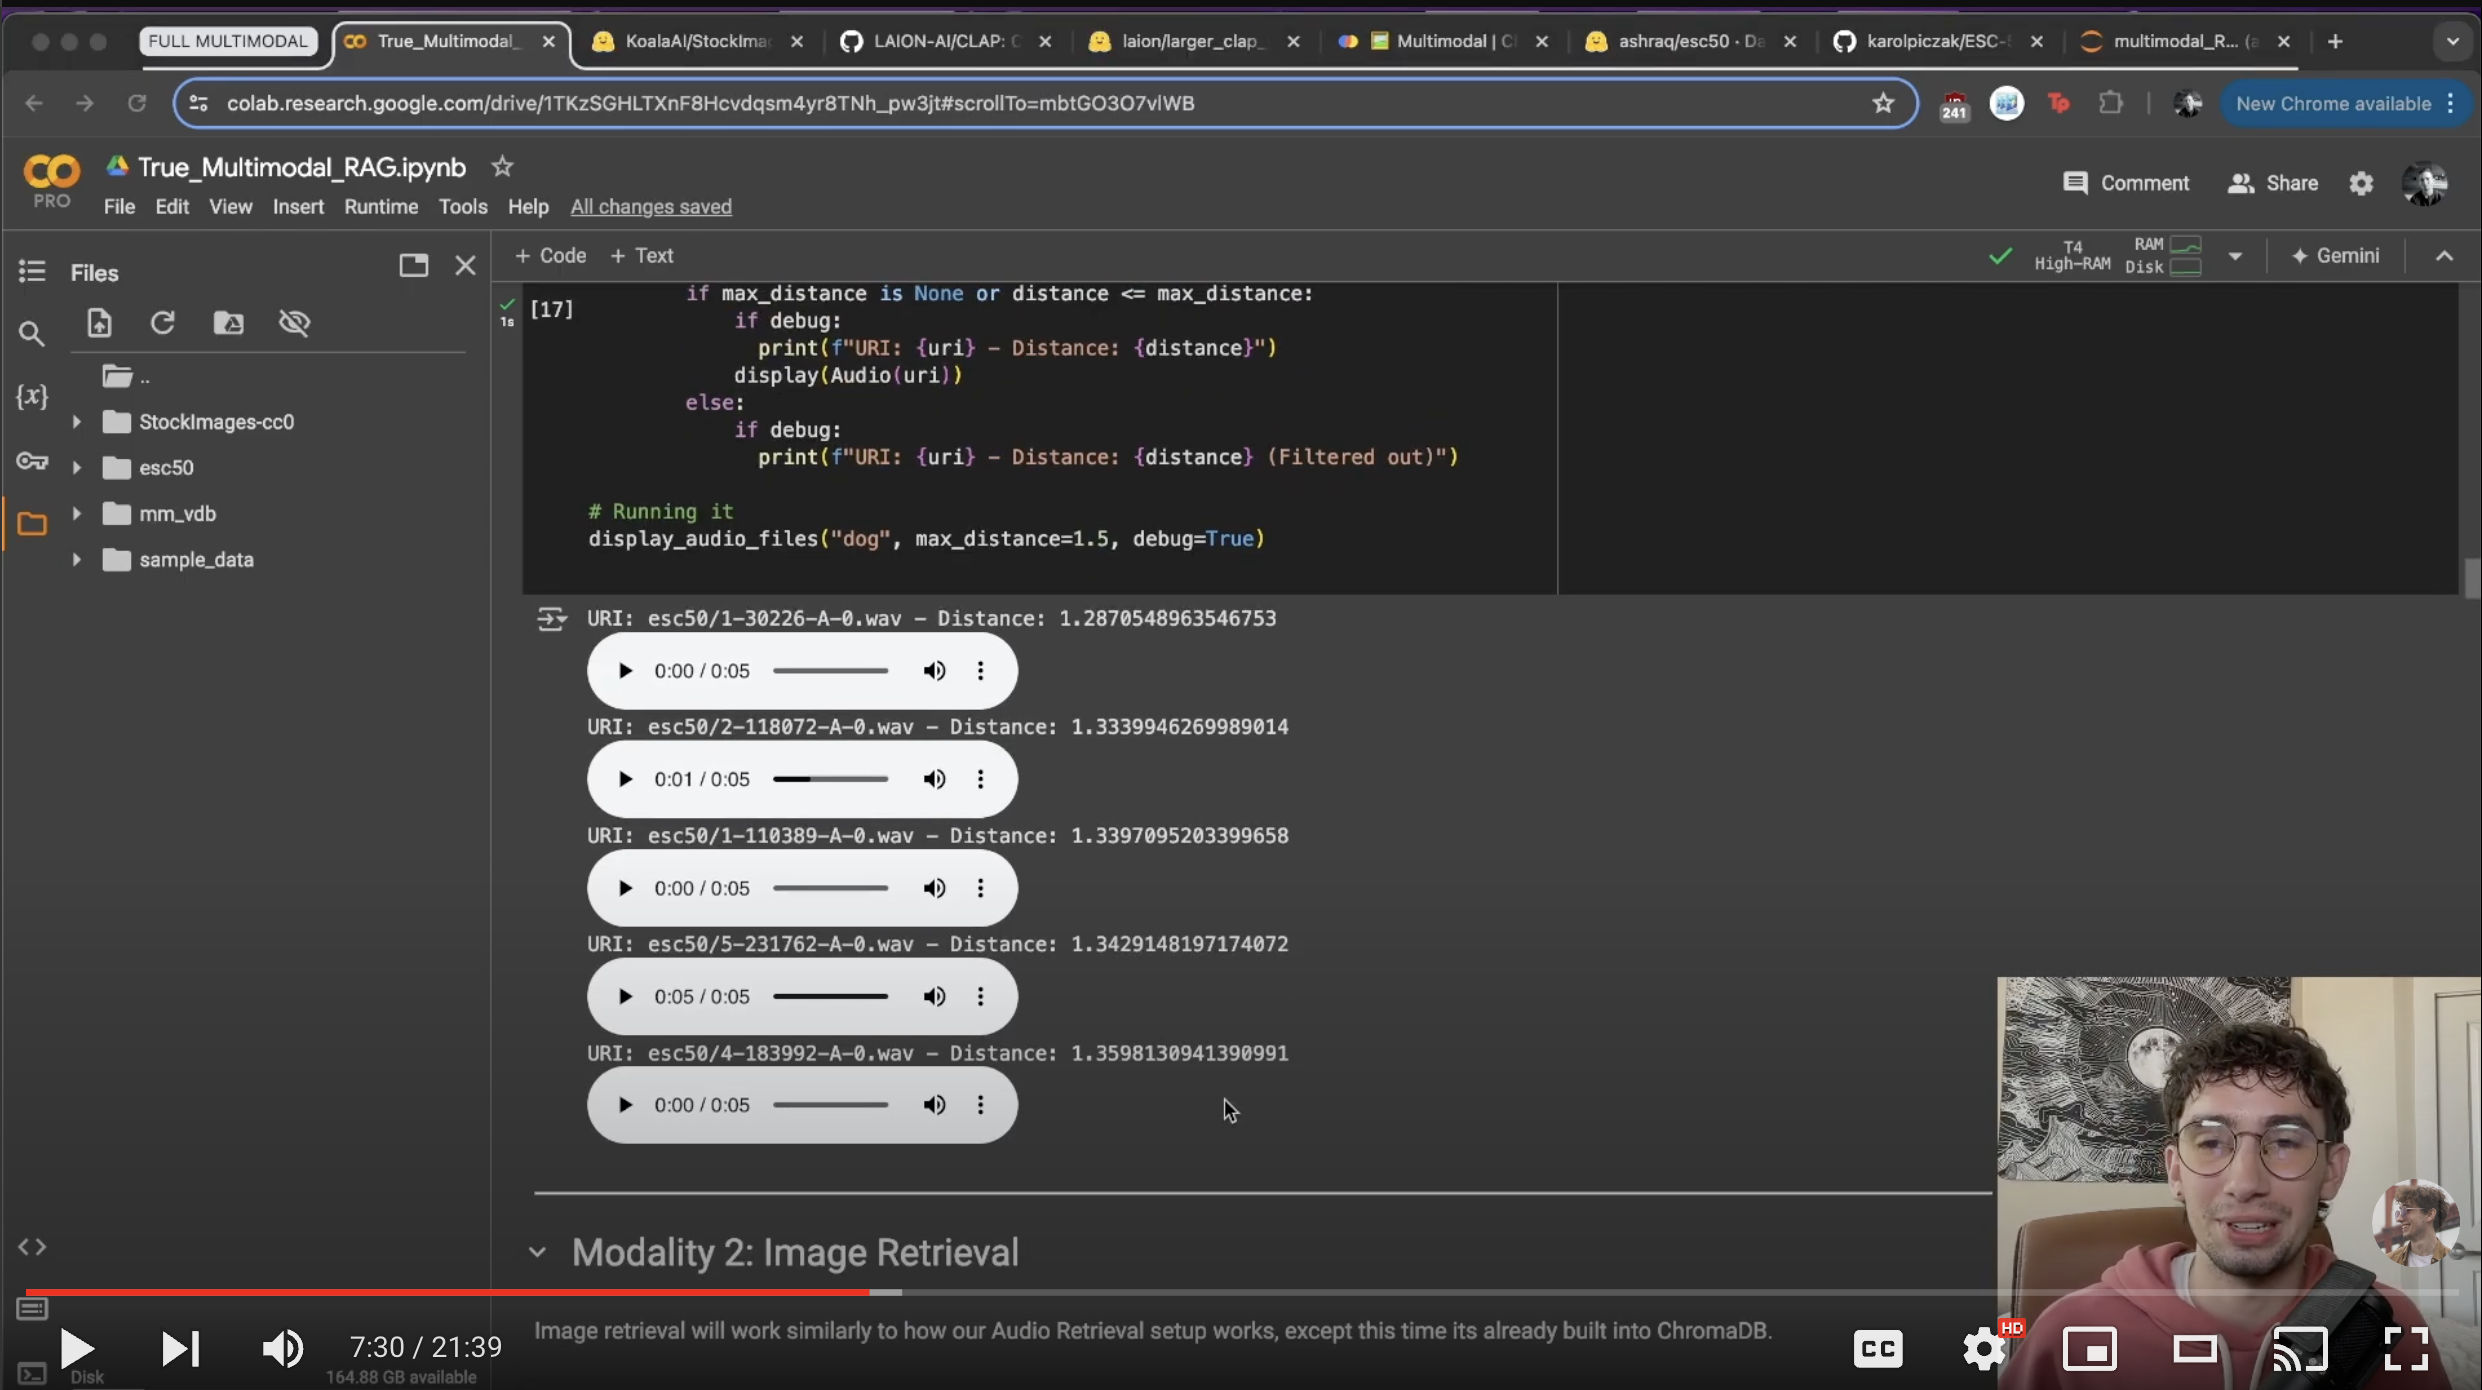 FULL MULTIMODAL
True_Multimodal_
KoalaAI/StockIma
LAION-AI/CLAP: C
laion/larger_clap_
Multimodal | Ch
ashraq/esc50 · Da
karolpiczak/ESC-5
multimodal_R... (a
colab.research.google.com/drive/1TKzSGHLTXnF8Hcvdqsm4yr8TNh_pw3jt#scrollTo=mbtGO3O7vlWB
241
Tp
New Chrome available
CO
PRO
True_Multimodal_RAG.ipynb
File Edit View Insert Runtime Tools Help All changes saved
Comment
Share
Files
+ Code + Text
T4
High-RAM
RAM
Disk
Gemini
..
StockImages-cc0
esc50
mm_vdb
sample_data
{x}
[17]
1s
if max_distance is None or distance <= max_distance:
if debug:
print(f"URI: {uri} - Distance: {distance}")
display(Audio(uri))
else:
if debug:
print(f"URI: {uri} - Distance: {distance} (Filtered out)")
# Running it
display_audio_files("dog", max_distance=1.5, debug=True)
URI: esc50/1-30226-A-0.wav - Distance: 1.2870548963546753
0:00 / 0:05
URI: esc50/2-118072-A-0.wav - Distance: 1.3339946269989014
0:01 / 0:05
URI: esc50/1-110389-A-0.wav - Distance: 1.3397095203399658
0:00 / 0:05
URI: esc50/5-231762-A-0.wav - Distance: 1.3429148197174072
0:05 / 0:05
URI: esc50/4-183992-A-0.wav - Distance: 1.3598130941390991
0:00 / 0:05
Modality 2: Image Retrieval
Image retrieval will work similarly to how our Audio Retrieval setup works, except this time its already built into ChromaDB.
7:30 / 21:39
CC
HD
Disk
164.88 GB available